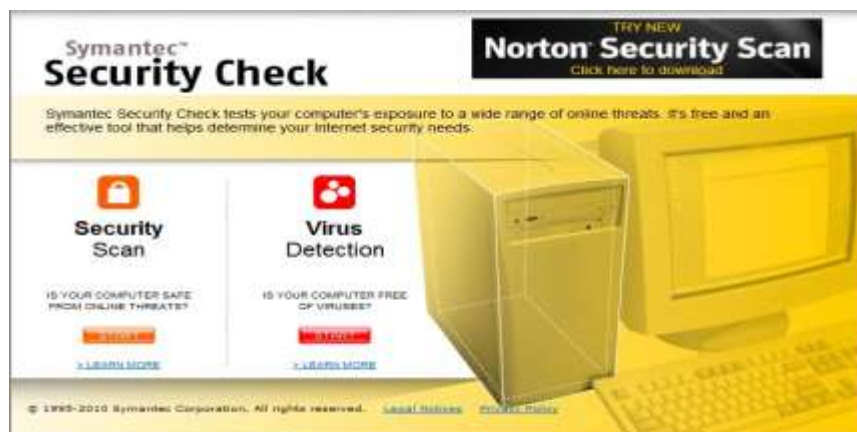 Symantec™
Security Check
TRY NEW
Norton Security Scan
Click here to download
Symantec Security Check tests your computer's exposure to a wide range of online threats. It's free and an
effective tool that helps determine your Internet security needs.
Security
Scan
IS YOUR COMPUTER SAFE
FROM ONLINE THREATS?
START
> LEARN MORE
Virus
Detection
IS YOUR COMPUTER FREE
OF VIRUSES?
START
> LEARN MORE
© 1995-2010 Symantec Corporation. All rights reserved. Legal Notices Privacy Policy